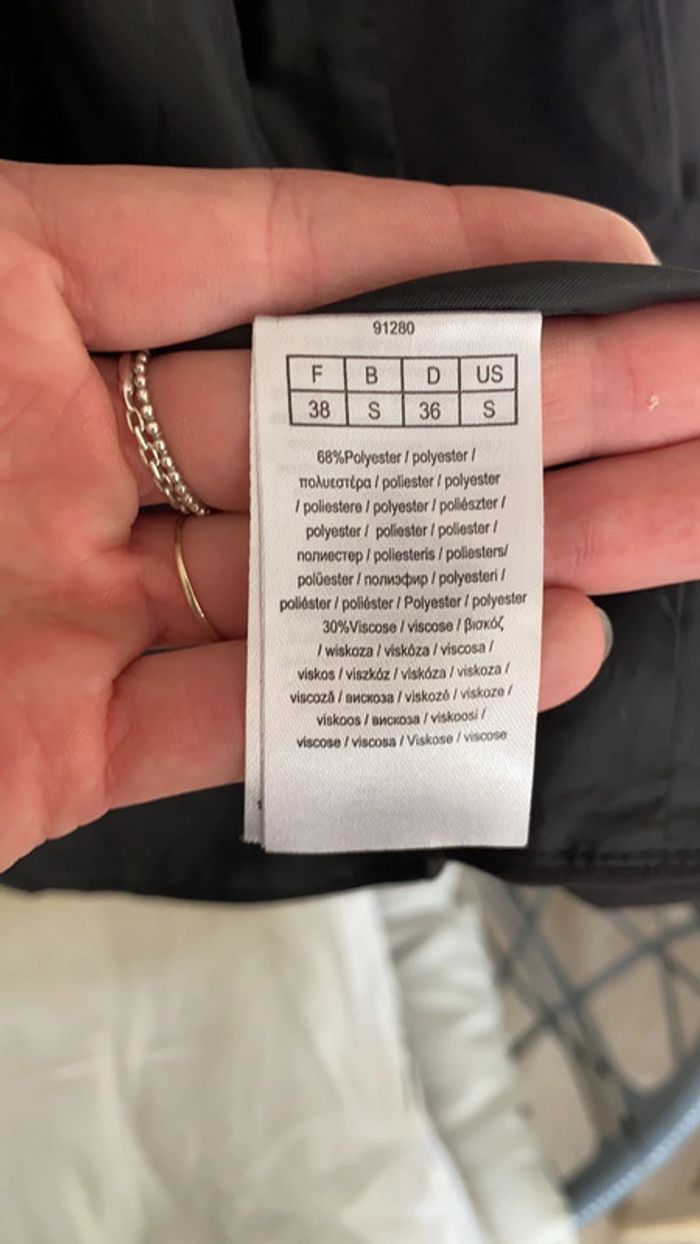 91280
F B D US
38 S 36 S
68%Polyester / polyester /
πολυεστέρα / poliester / polyester
/ poliestere / polyester / poliészter /
polyester / poliester / poliester /
полиестер / poliesteris / poliesters/
polüester / полиэфир / polyesteri /
poliéster / poliéster / Polyester / polyester
30%Viscose / viscose / βισκόζ
/ wiskoza / viskóza / viscosa /
viskos / viszkóz / viskóza / viskoza /
viscoză / вискоза / viskozė / viskoze /
viskoos / вискоза / viskoosi /
viscose / viscosa / Viskose / viscose